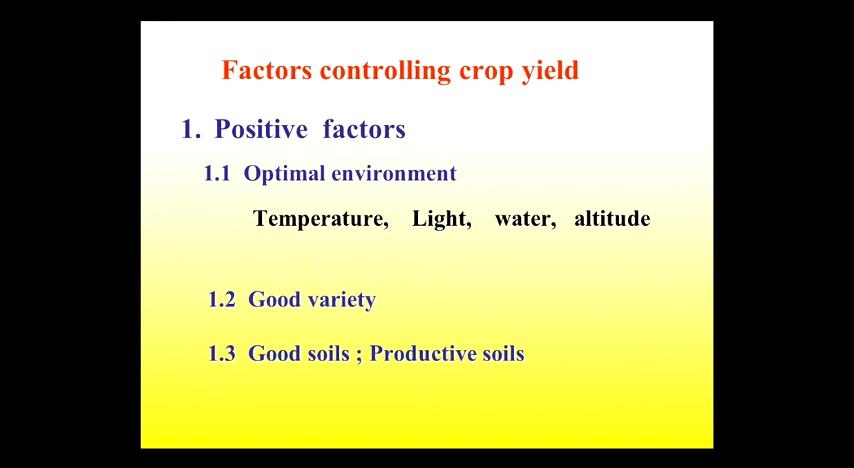 Factors controlling crop yield
1. Positive factors
1.1 Optimal environment
Temperature, Light, water, altitude
1.2 Good variety
1.3 Good soils ; Productive soils